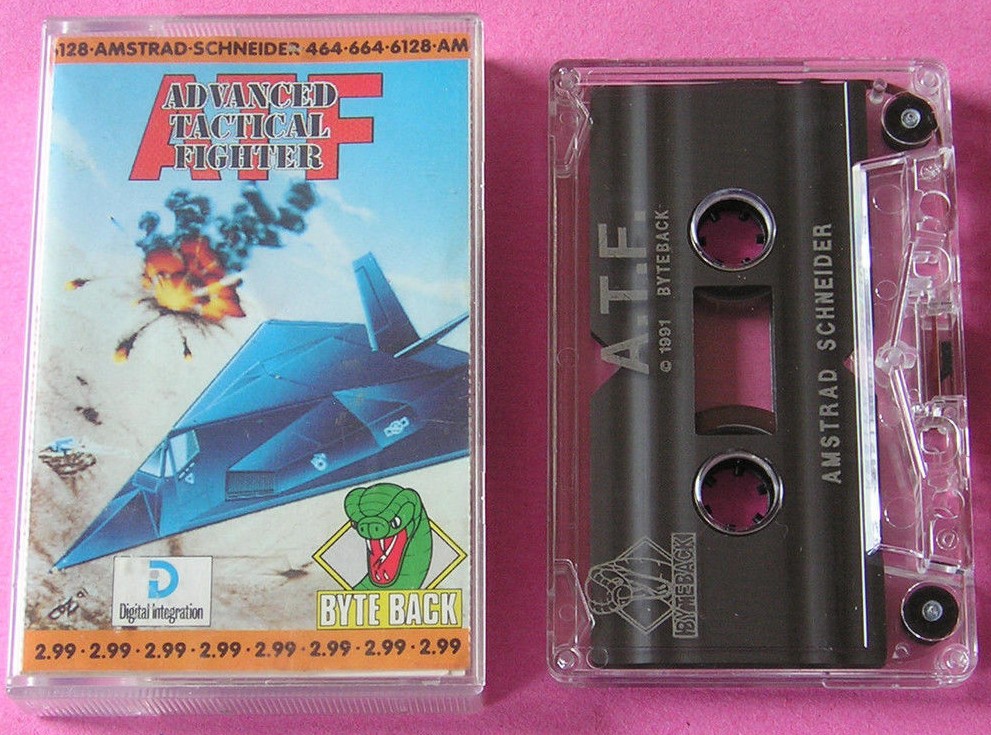 128·AMSTRAD·SCHNEIDER·464·664·6128·AM
ATF
ADVANCED
TACTICAL
FIGHTER
Digital Integration
BYTE BACK
2.99·2.99·2.99·2.99·2.99·2.99·2.99·2.99
A.T.F.
© 1991 BYTEBACK
AMSTRAD SCHNEIDER
BYTEBACK